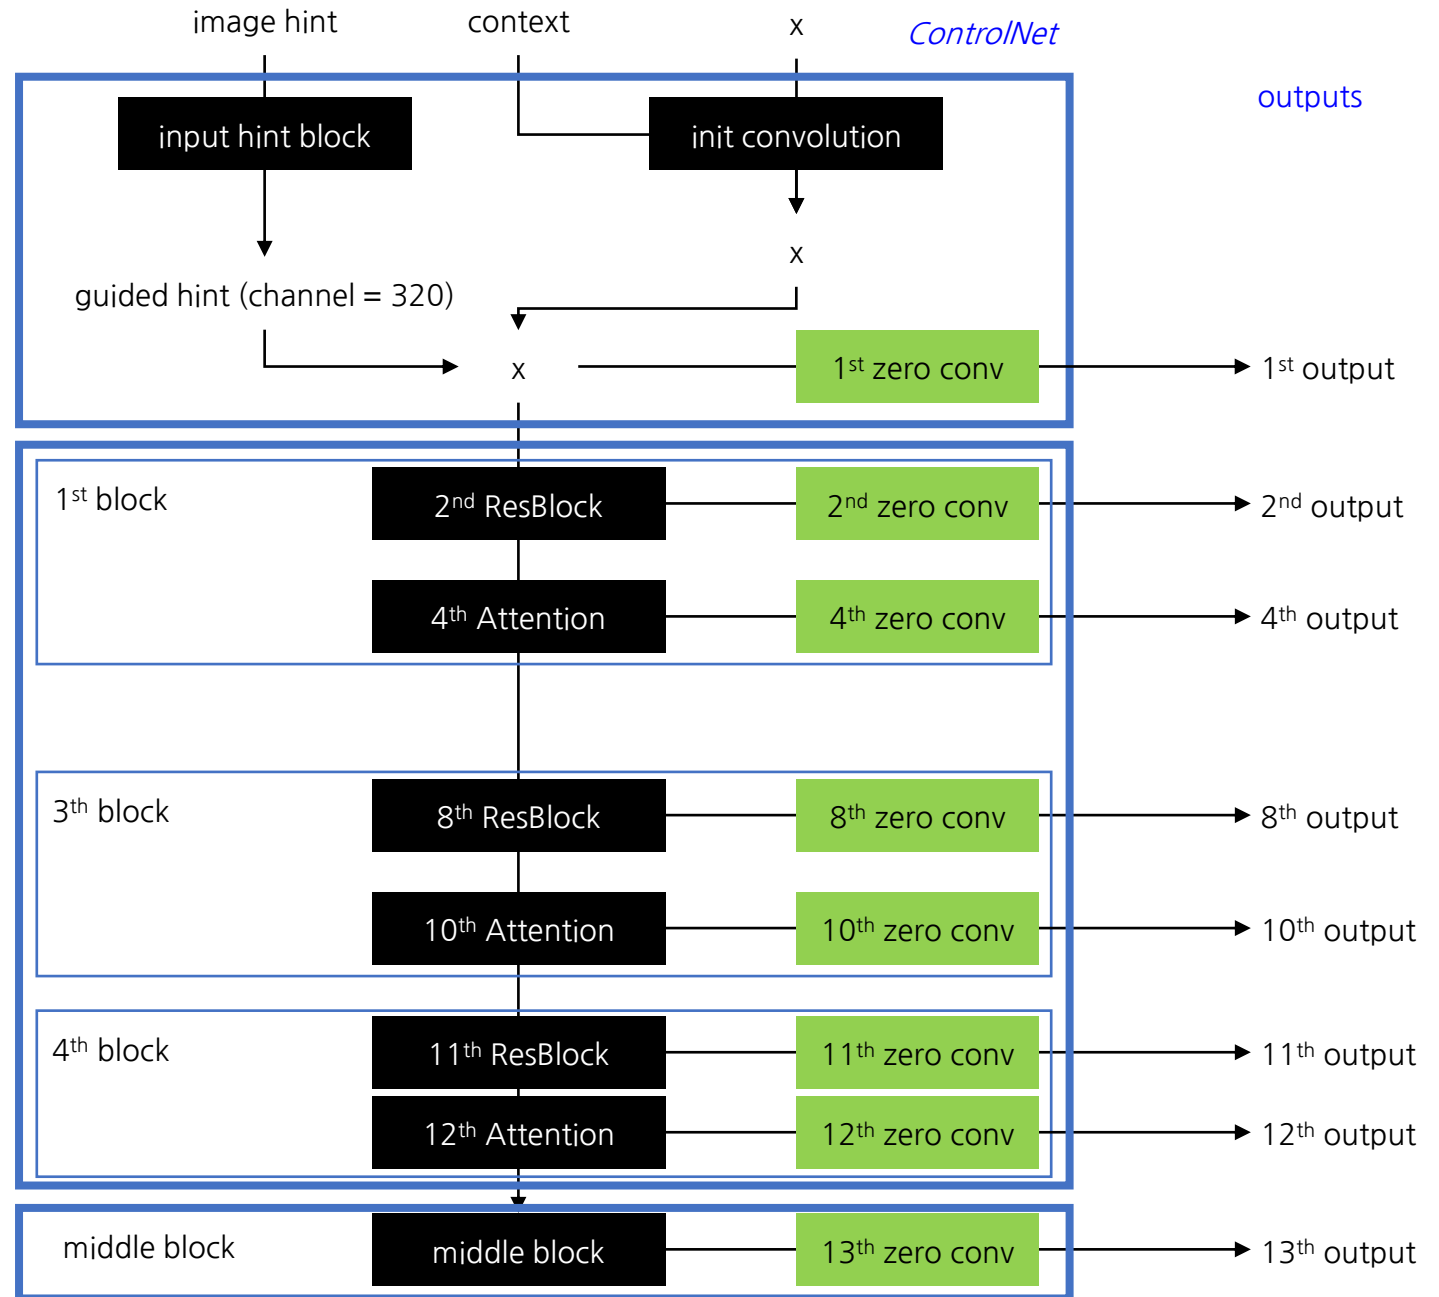 image hint context x ControlNet
outputs
input hint block init convolution
x
guided hint (channel = 320)
x 1st zero conv 1st output
1st block 2nd ResBlock 2nd zero conv 2nd output
4th Attention 4th zero conv 4th output
3th block 8th ResBlock 8th zero conv 8th output
10th Attention 10th zero conv 10th output
4th block 11th ResBlock 11th zero conv 11th output
12th Attention 12th zero conv 12th output
middle block middle block 13th zero conv 13th output